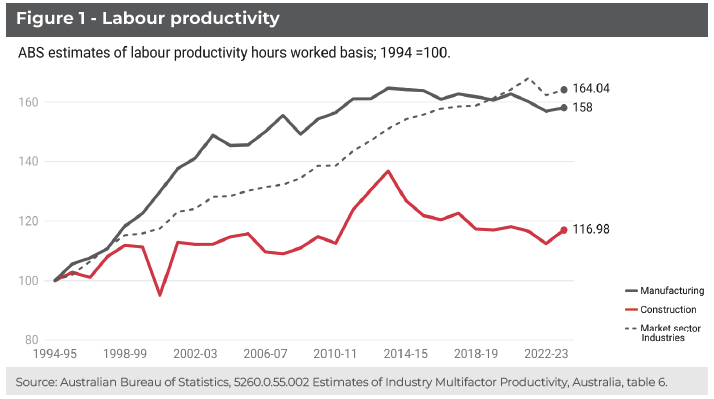 Figure 1 - Labour productivity
ABS estimates of labour productivity hours worked basis; 1994 =100.
164.04
160
158
140
120
116.98
100
Manufacturing
Construction
Market sector
Industries
80
1994-95 1998-99 2002-03 2006-07 2010-11 2014-15 2018-19 2022-23
Source: Australian Bureau of Statistics, 5260.0.55.002 Estimates of Industry Multifactor Productivity, Australia, table 6.